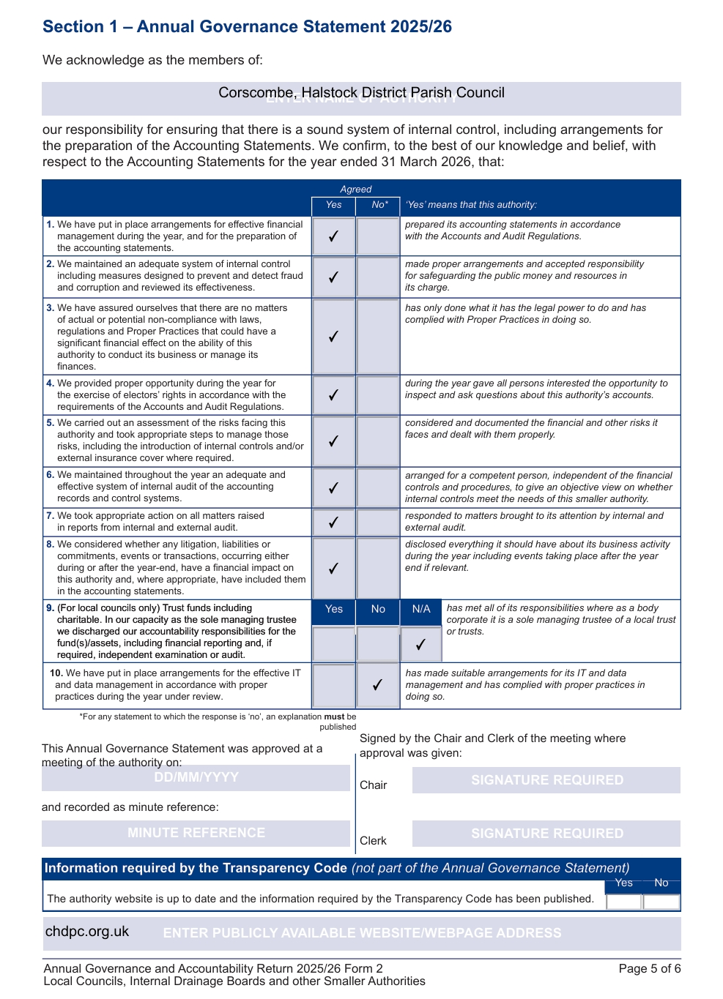 Section 1 – Annual Governance Statement 2025/26
We acknowledge as the members of:
ENTER NAME OF AUTHORITY
Corscombe, Halstock District Parish Council
our responsibility for ensuring that there is a sound system of internal control, including arrangements for
the preparation of the Accounting Statements. We confirm, to the best of our knowledge and belief, with
respect to the Accounting Statements for the year ended 31 March 2026, that:
Agreed
Yes No* ‘Yes’ means that this authority:
1. We have put in place arrangements for effective financial
management during the year, and for the preparation of
the accounting statements.
✓
prepared its accounting statements in accordance
with the Accounts and Audit Regulations.
2. We maintained an adequate system of internal control
including measures designed to prevent and detect fraud
and corruption and reviewed its effectiveness.
✓
made proper arrangements and accepted responsibility
for safeguarding the public money and resources in
its charge.
3. We have assured ourselves that there are no matters
of actual or potential non-compliance with laws,
regulations and Proper Practices that could have a
significant financial effect on the ability of this
authority to conduct its business or manage its
finances.
✓
has only done what it has the legal power to do and has
complied with Proper Practices in doing so.
4. We provided proper opportunity during the year for
the exercise of electors’ rights in accordance with the
requirements of the Accounts and Audit Regulations.
✓
during the year gave all persons interested the opportunity to
inspect and ask questions about this authority’s accounts.
5. We carried out an assessment of the risks facing this
authority and took appropriate steps to manage those
risks, including the introduction of internal controls and/or
external insurance cover where required.
✓
considered and documented the financial and other risks it
faces and dealt with them properly.
6. We maintained throughout the year an adequate and
effective system of internal audit of the accounting
records and control systems.
✓
arranged for a competent person, independent of the financial
controls and procedures, to give an objective view on whether
internal controls meet the needs of this smaller authority.
7. We took appropriate action on all matters raised
in reports from internal and external audit.
✓
responded to matters brought to its attention by internal and
external audit.
8. We considered whether any litigation, liabilities or
commitments, events or transactions, occurring either
during or after the year-end, have a financial impact on
this authority and, where appropriate, have included them
in the accounting statements.
✓
disclosed everything it should have about its business activity
during the year including events taking place after the year
end if relevant.
9. (For local councils only) Trust funds including
charitable. In our capacity as the sole managing trustee
we discharged our accountability responsibilities for the
fund(s)/assets, including financial reporting and, if
required, independent examination or audit.
Yes No N/A
✓
has met all of its responsibilities where as a body
corporate it is a sole managing trustee of a local trust
or trusts.
10. We have put in place arrangements for the effective IT
and data management in accordance with proper
practices during the year under review.
✓
has made suitable arrangements for its IT and data
management and has complied with proper practices in
doing so.
*For any statement to which the response is ‘no’, an explanation must be
published
This Annual Governance Statement was approved at a
meeting of the authority on:
DD/MM/YYYY
and recorded as minute reference:
MINUTE REFERENCE
Signed by the Chair and Clerk of the meeting where
approval was given:
Chair SIGNATURE REQUIRED
Clerk SIGNATURE REQUIRED
Information required by the Transparency Code (not part of the Annual Governance Statement)
Yes No
The authority website is up to date and the information required by the Transparency Code has been published.
chdpc.org.uk ENTER PUBLICLY AVAILABLE WEBSITE/WEBPAGE ADDRESS
Annual Governance and Accountability Return 2025/26 Form 2 Page 5 of 6
Local Councils, Internal Drainage Boards and other Smaller Authorities